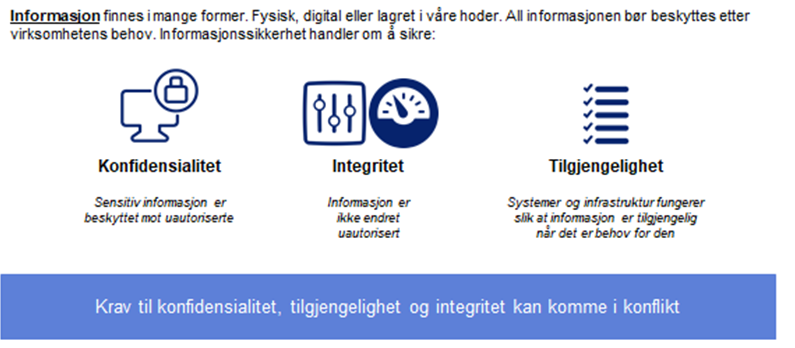 Informasjon finnes i mange former. Fysisk, digital eller lagret i våre hoder. All informasjonen bør beskyttes etter
virksomhetens behov. Informasjonssikkerhet handler om å sikre:
Konfidensialitet
Sensitiv informasjon er
beskyttet mot uautoriserte
Integritet
Informasjon er
ikke endret
uautorisert
Tilgjengelighet
Systemer og infrastruktur fungerer
slik at informasjon er tilgjengelig
når det er behov for den
Krav til konfidensialitet, tilgjengelighet og integritet kan komme i konflikt